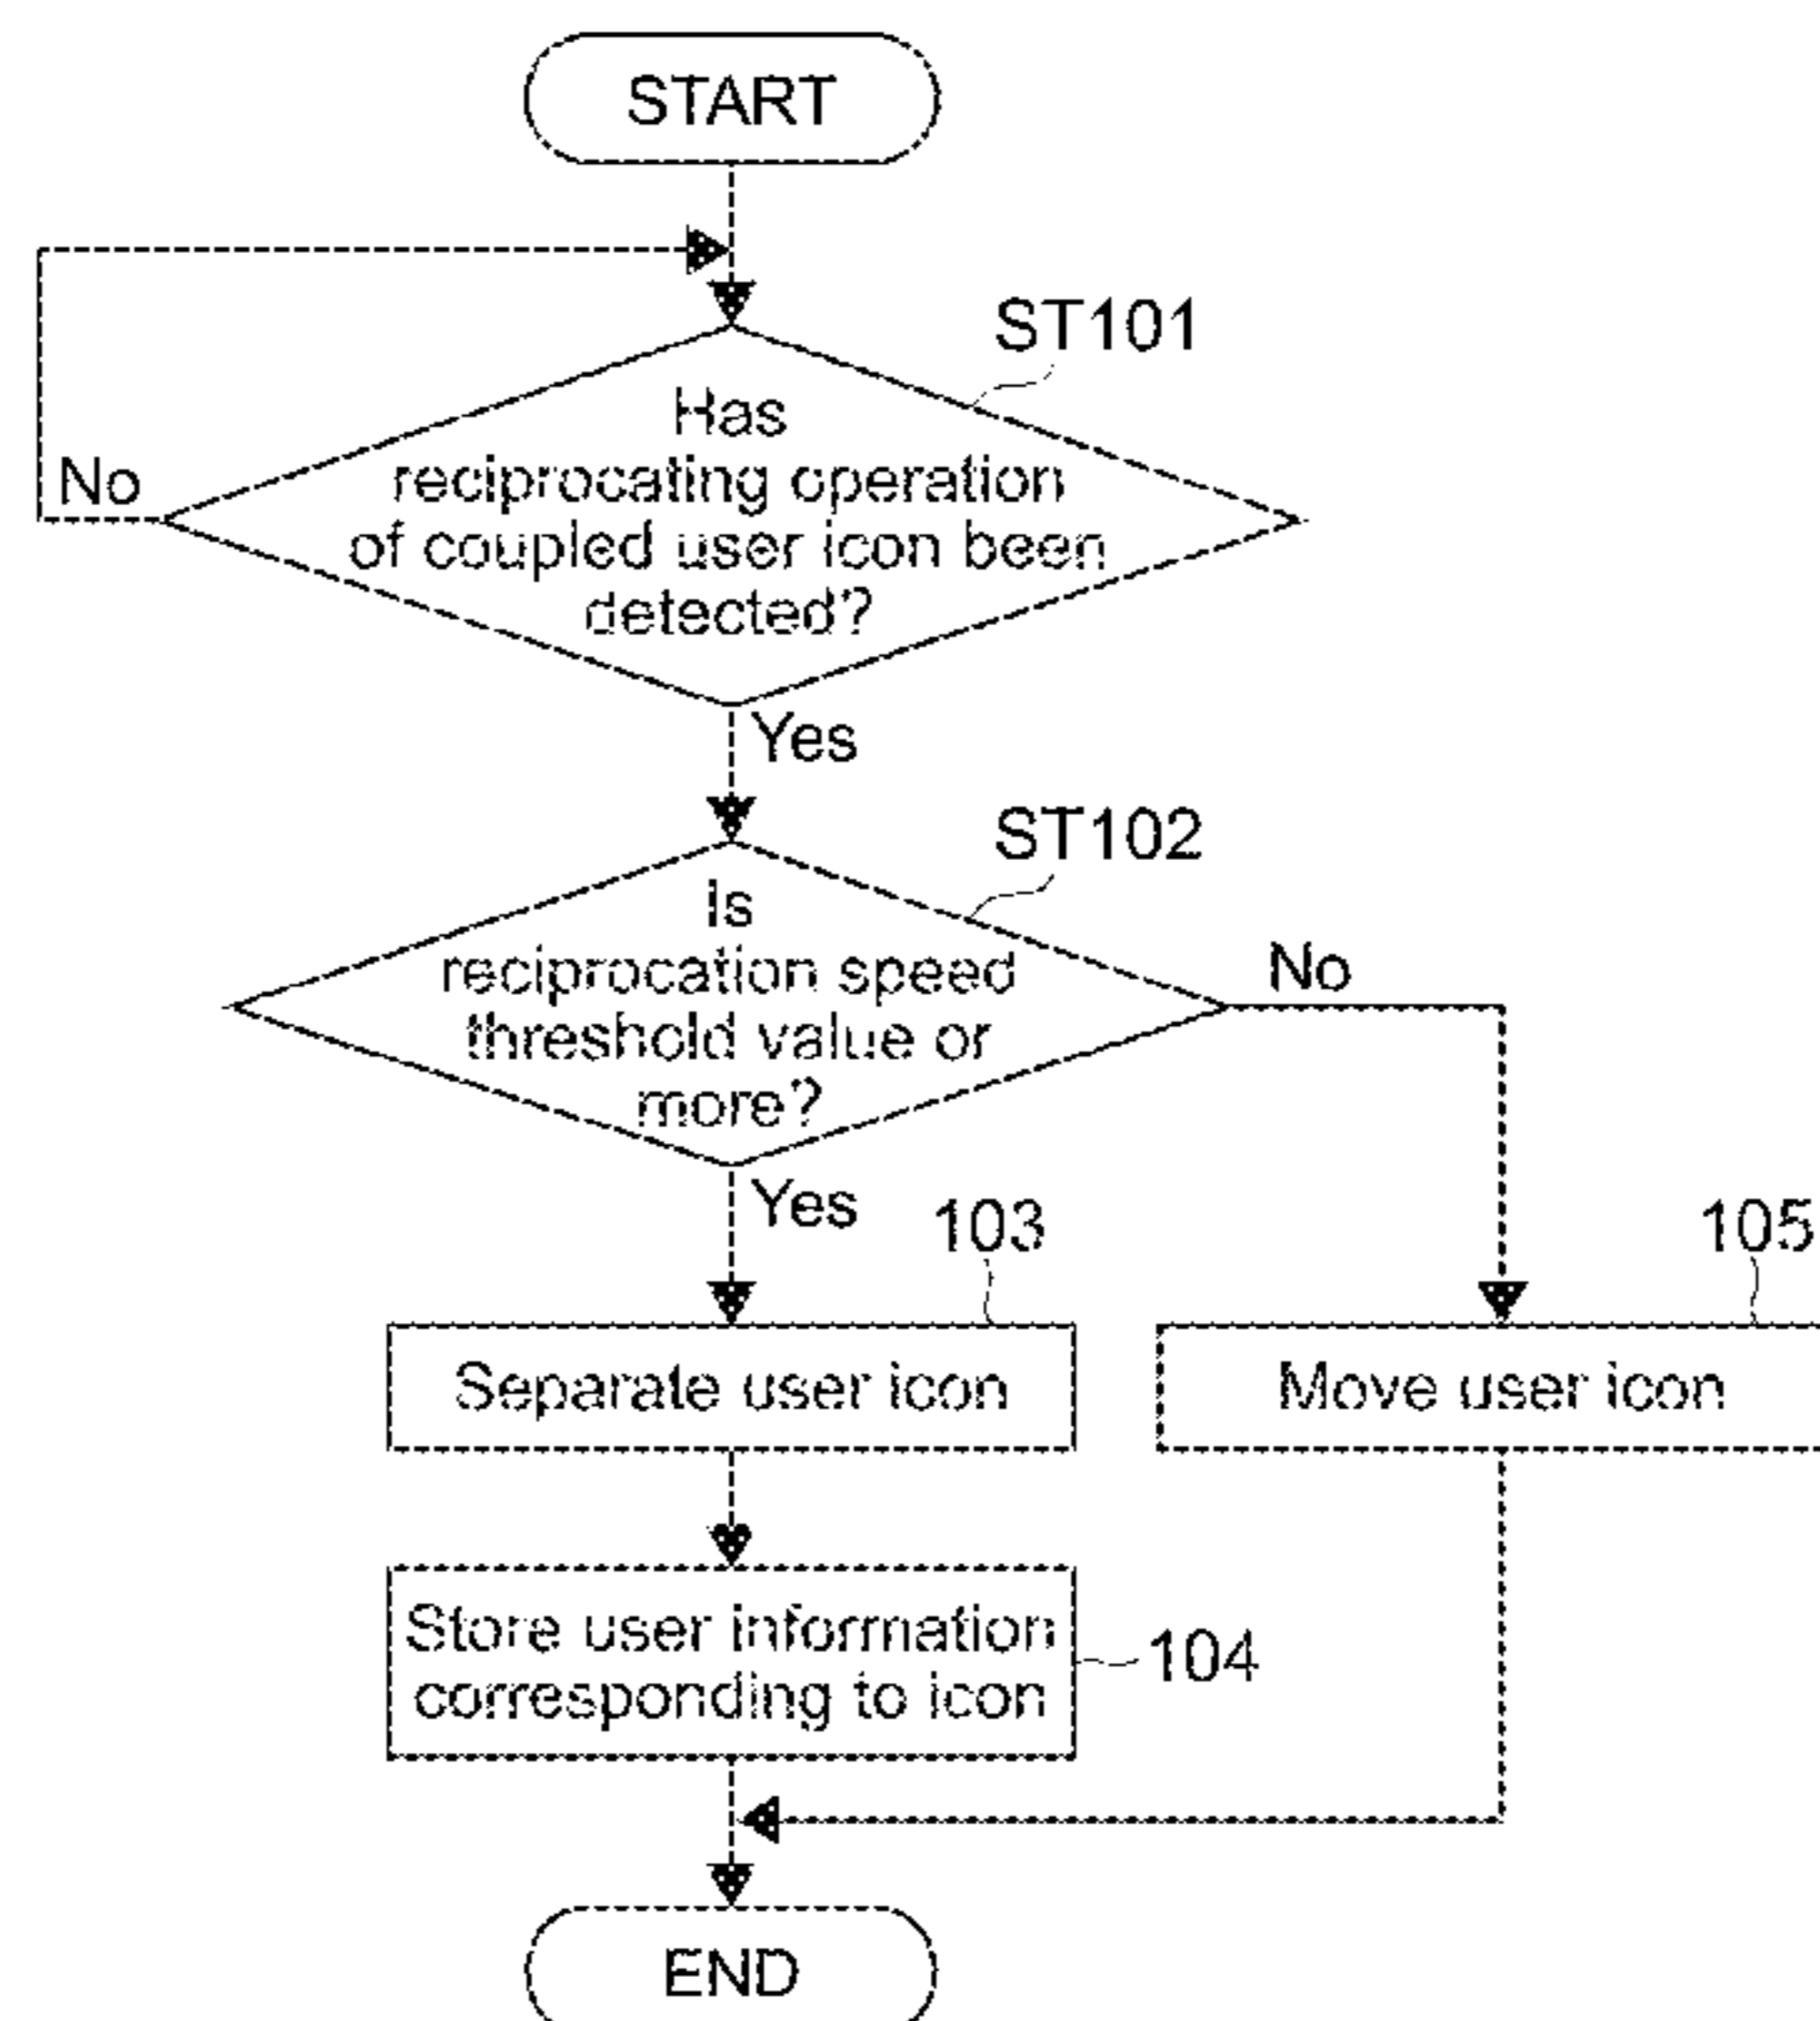 START
ST101
Has
reciprocating operation
of coupled user icon been
detected?
No
Yes
ST102
Is
reciprocation speed
threshold value or
more?
No
Yes
103
105
Separate user icon
Move user icon
Store user information
corresponding to icon
104
END